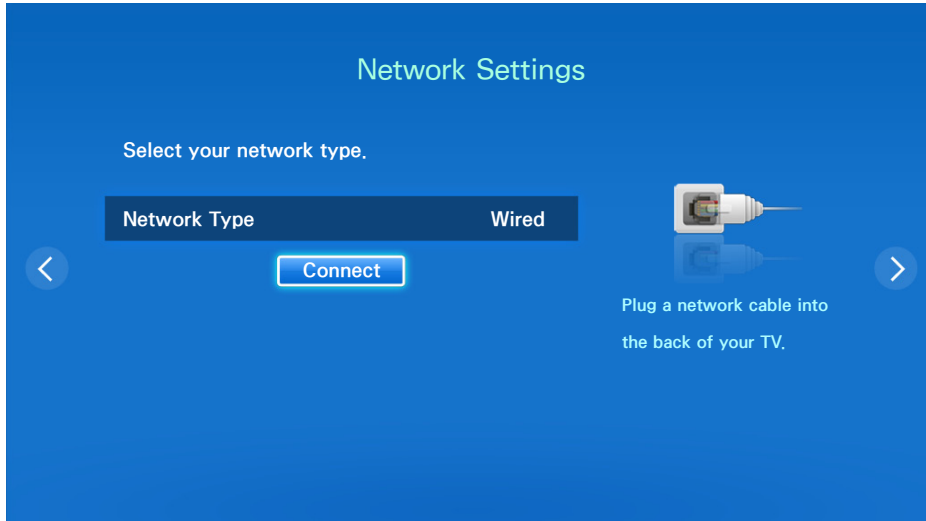 Network Settings
Select your network type.
Network Type Wired
Connect
Plug a network cable into
the back of your TV.